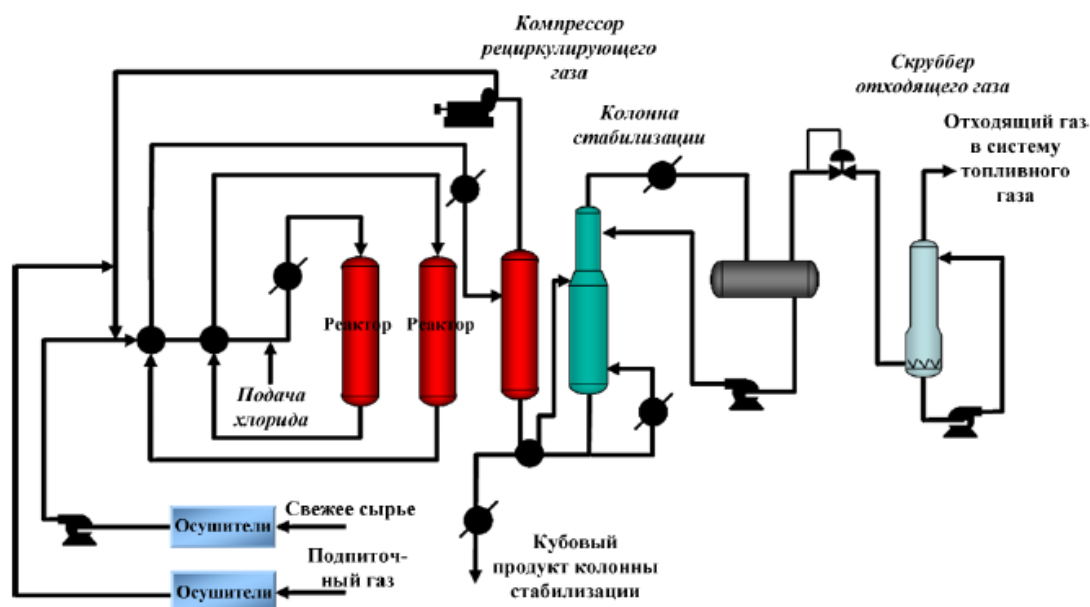 Компрессор
рециркулирующего
газа
Скруббер
отходящего газа
Колонна
стабилизации
Отходящий газ
в систему
топливного
газа
Реактор
Реактор
Подача
хлорида
Свежее сырье
Осушители
Подпиточ-
ный газ
Осушители
Кубовый
продукт колонны
стабилизации